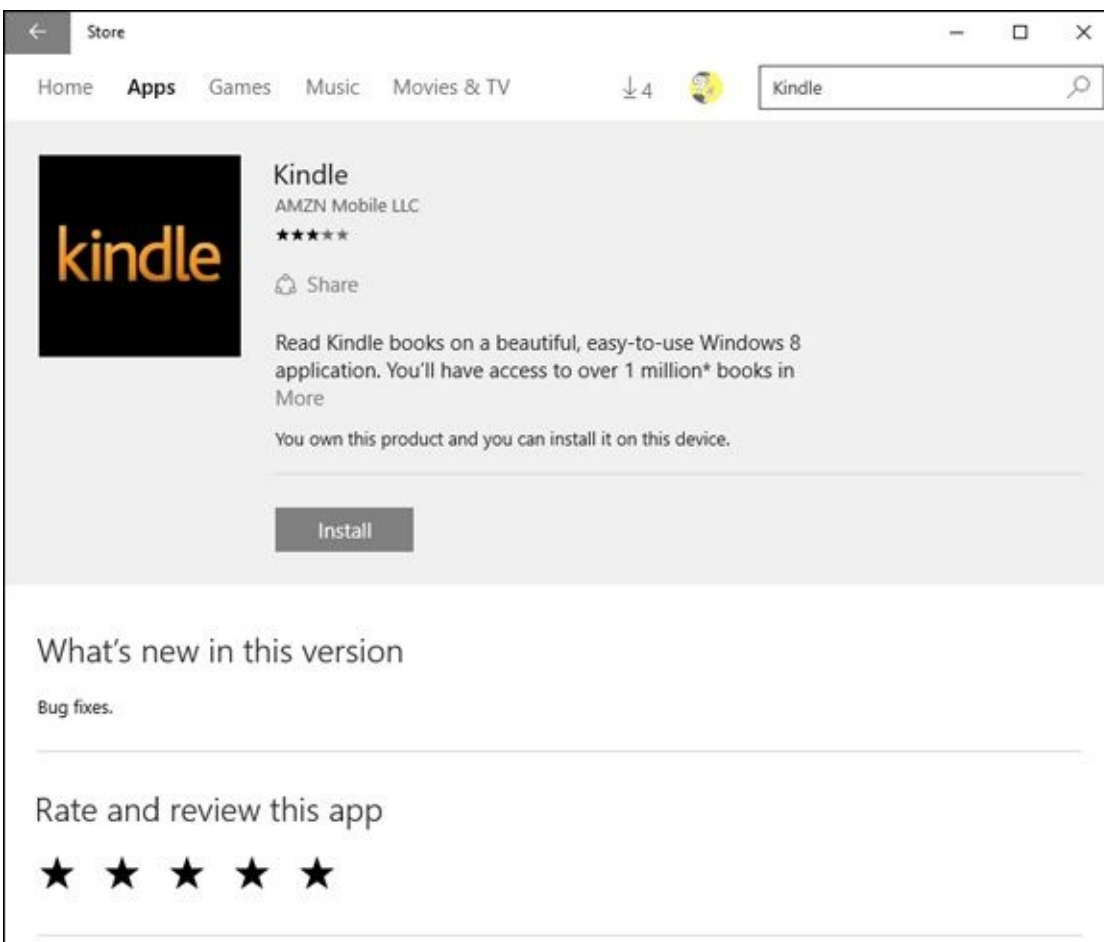 Store
Home Apps Games Music Movies & TV 4 Kindle
kindle
Kindle
AMZN Mobile LLC
Share
Read Kindle books on a beautiful, easy-to-use Windows 8
application. You'll have access to over 1 million* books in
More
You own this product and you can install it on this device.
Install
What's new in this version
Bug fixes.
Rate and review this app